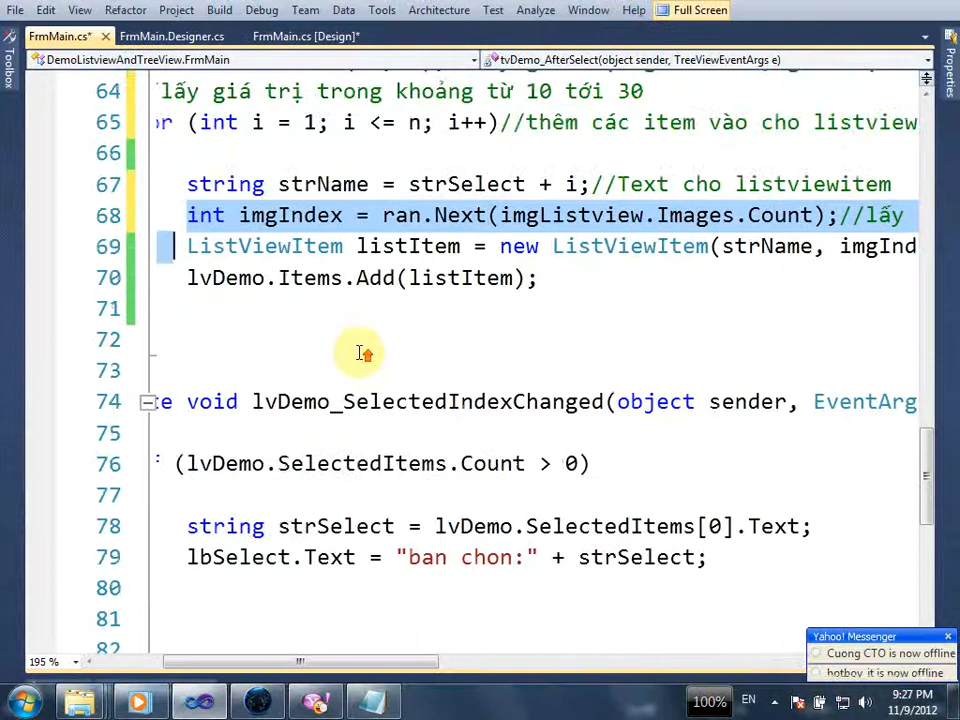 File Edit View Refactor Project Build Debug Team Data Tools Architecture Test Analyze Window Help Full Screen
FrmMain.cs* × FrmMain.Designer.cs FrmMain.cs [Design]*
Toolbox
Properties
DemoListviewAndTreeView.FrmMain tvDemo_AfterSelect(object sender, TreeViewEventArgs e)
64 lấy giá trị trong khoảng từ 10 tới 30
65 or (int i = 1; i <= n; i++)//thêm các item vào cho listview
66
67 string strName = strSelect + i;//Text cho listviewitem
68 int imgIndex = ran.Next(imgListview.Images.Count);//lấy
69 ListViewItem listItem = new ListViewItem(strName, imgInd
70 lvDemo.Items.Add(listItem);
71
72
73
74 te void lvDemo_SelectedIndexChanged(object sender, EventArg
75
76 (lvDemo.SelectedItems.Count > 0)
77
78 string strSelect = lvDemo.SelectedItems[0].Text;
79 lbSelect.Text = "ban chon:" + strSelect;
80
81
82
Yahoo! Messenger ×
Cuong CTO is now offline
hotboy_it is now offline
195 %
100% EN 9:27 PM
11/9/2012